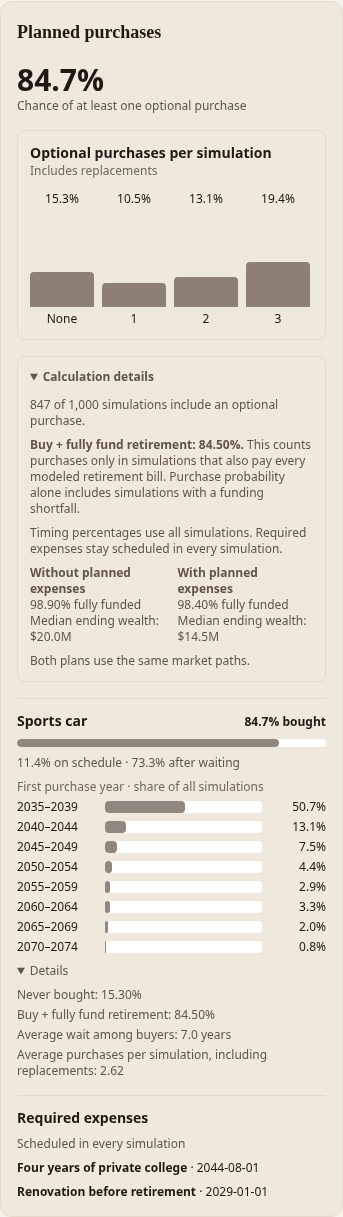 Planned purchases
84.7%
Chance of at least one optional purchase
Optional purchases per simulation
Includes replacements
15.3% 10.5% 13.1% 19.4%
None 1 2 3
▼ Calculation details
847 of 1,000 simulations include an optional
purchase.
Buy + fully fund retirement: 84.50%. This counts
purchases only in simulations that also pay every
modeled retirement bill. Purchase probability
alone includes simulations with a funding
shortfall.
Timing percentages use all simulations. Required
expenses stay scheduled in every simulation.
Without planned
expenses
98.90% fully funded
Median ending wealth:
$20.0M
With planned
expenses
98.40% fully funded
Median ending wealth:
$14.5M
Both plans use the same market paths.
Sports car 84.7% bought
11.4% on schedule · 73.3% after waiting
First purchase year · share of all simulations
2035–2039 50.7%
2040–2044 13.1%
2045–2049 7.5%
2050–2054 4.4%
2055–2059 2.9%
2060–2064 3.3%
2065–2069 2.0%
2070–2074 0.8%
▼ Details
Never bought: 15.30%
Buy + fully fund retirement: 84.50%
Average wait among buyers: 7.0 years
Average purchases per simulation, including
replacements: 2.62
Required expenses
Scheduled in every simulation
Four years of private college · 2044-08-01
Renovation before retirement · 2029-01-01